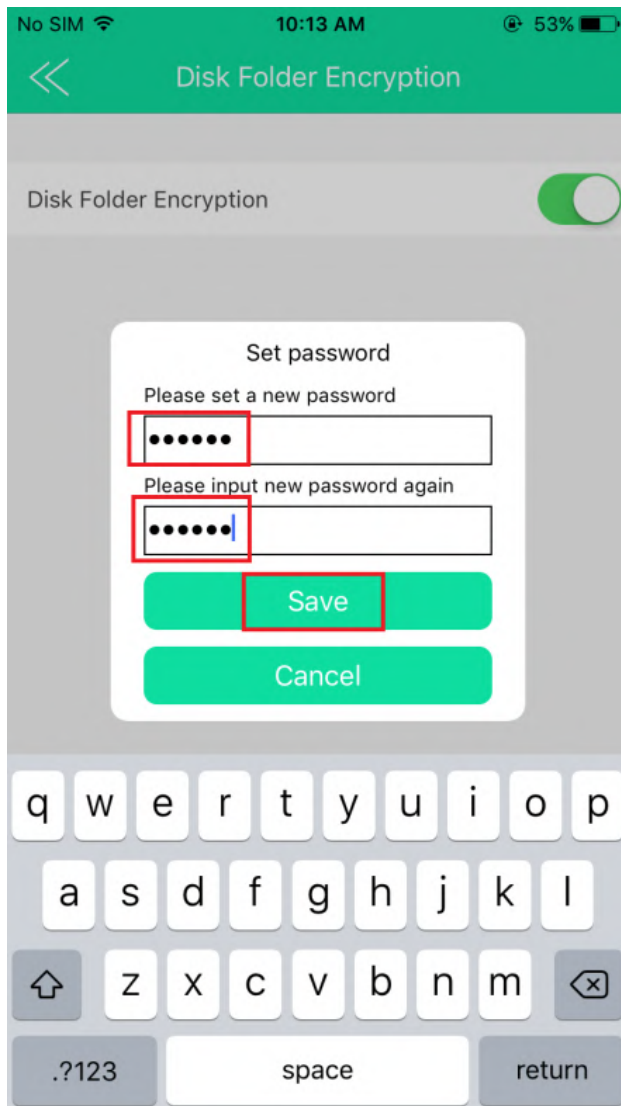 No SIM 10:13 AM 53%
Disk Folder Encryption
Disk Folder Encryption
Set password
Please set a new password
••••••
Please input new password again
••••••
Save
Cancel
q w e r t y u i o p
a s d f g h j k l
z x c v b n m
.?123 space return